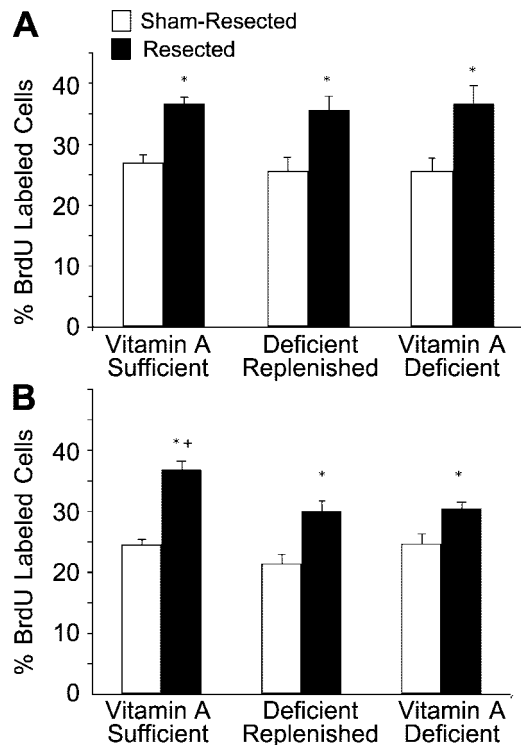 A
Sham-Resected
Resected
% BrdU Labeled Cells
40
30
20
10
0
* * *
Vitamin A Sufficient
Deficient Replenished
Vitamin A Deficient
B
% BrdU Labeled Cells
40
30
20
10
0
*+ * *
Vitamin A Sufficient
Deficient Replenished
Vitamin A Deficient